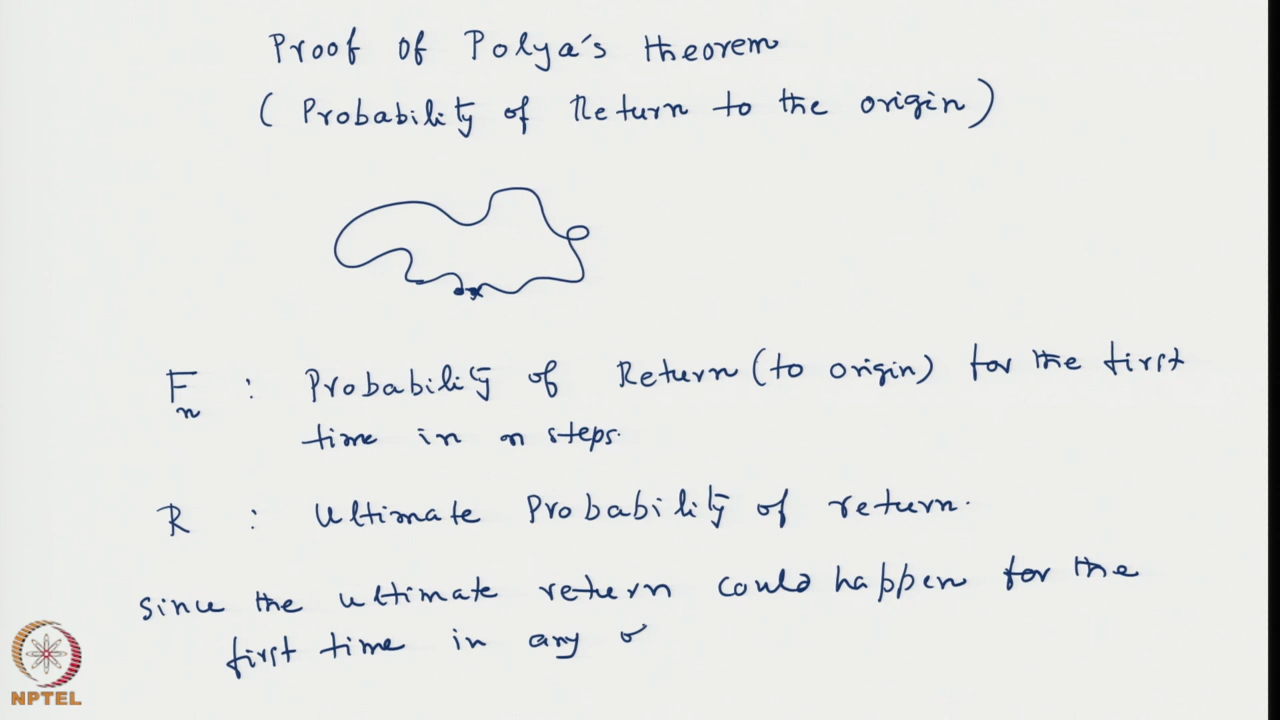 Proof of Polya's theorem
( Probability of Return to the origin )
F_n : Probability of Return (to origin) for the first
time in n steps.
R : Ultimate Probability of return.
Since the ultimate return could happen for the
first time in any o
NPTEL